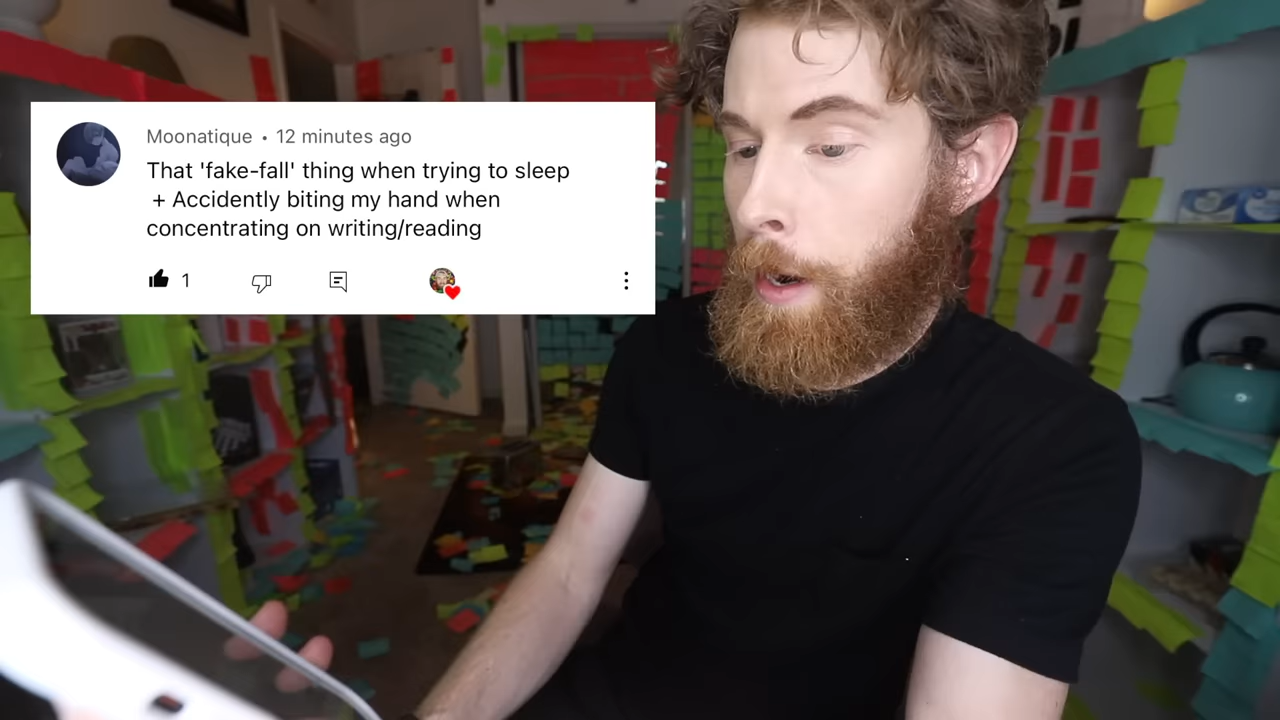 Moonatique • 12 minutes ago
That 'fake-fall' thing when trying to sleep
+ Accidently biting my hand when
concentrating on writing/reading
1